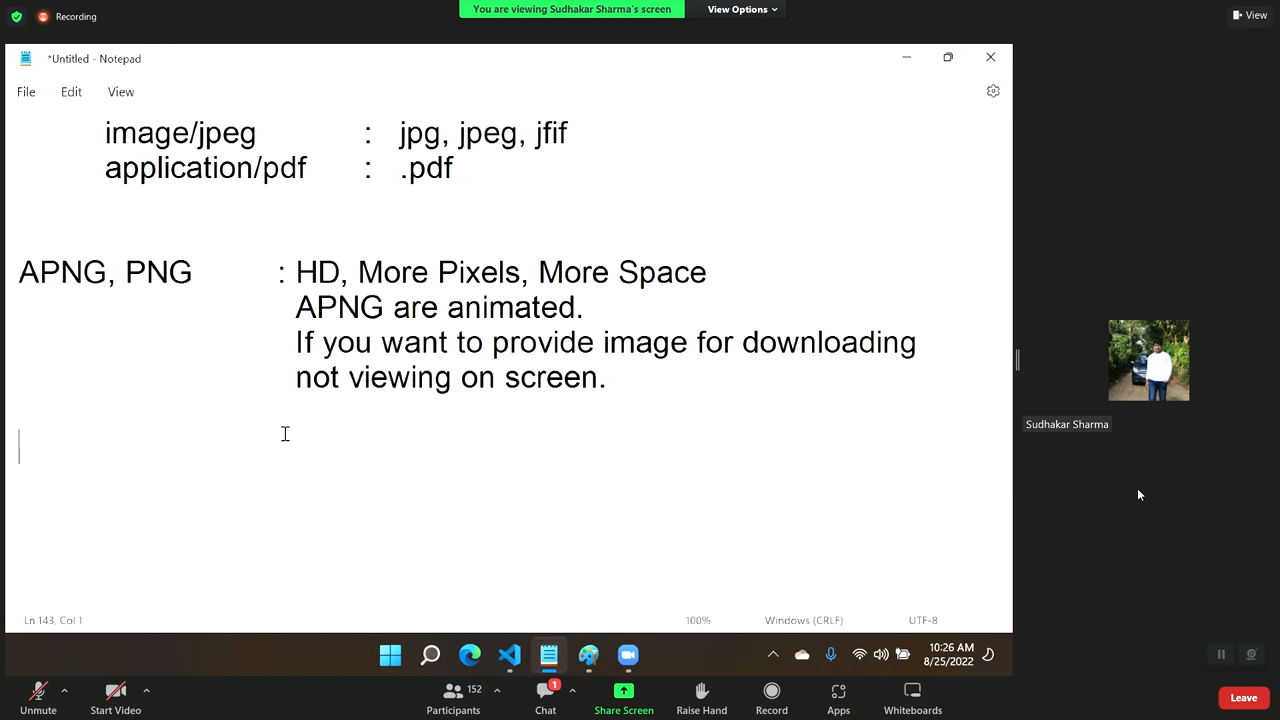 Recording
You are viewing Sudhakar Sharma's screen
View Options
View
*Untitled - Notepad
File Edit View
image/jpeg : jpg, jpeg, jfif
application/pdf : .pdf
APNG, PNG : HD, More Pixels, More Space
APNG are animated.
If you want to provide image for downloading
not viewing on screen.
Sudhakar Sharma
Ln 143, Col 1
100%
Windows (CRLF)
UTF-8
10:26 AM
8/25/2022
Unmute
Start Video
152
Participants
1
Chat
Share Screen
Raise Hand
Record
Apps
Whiteboards
Leave